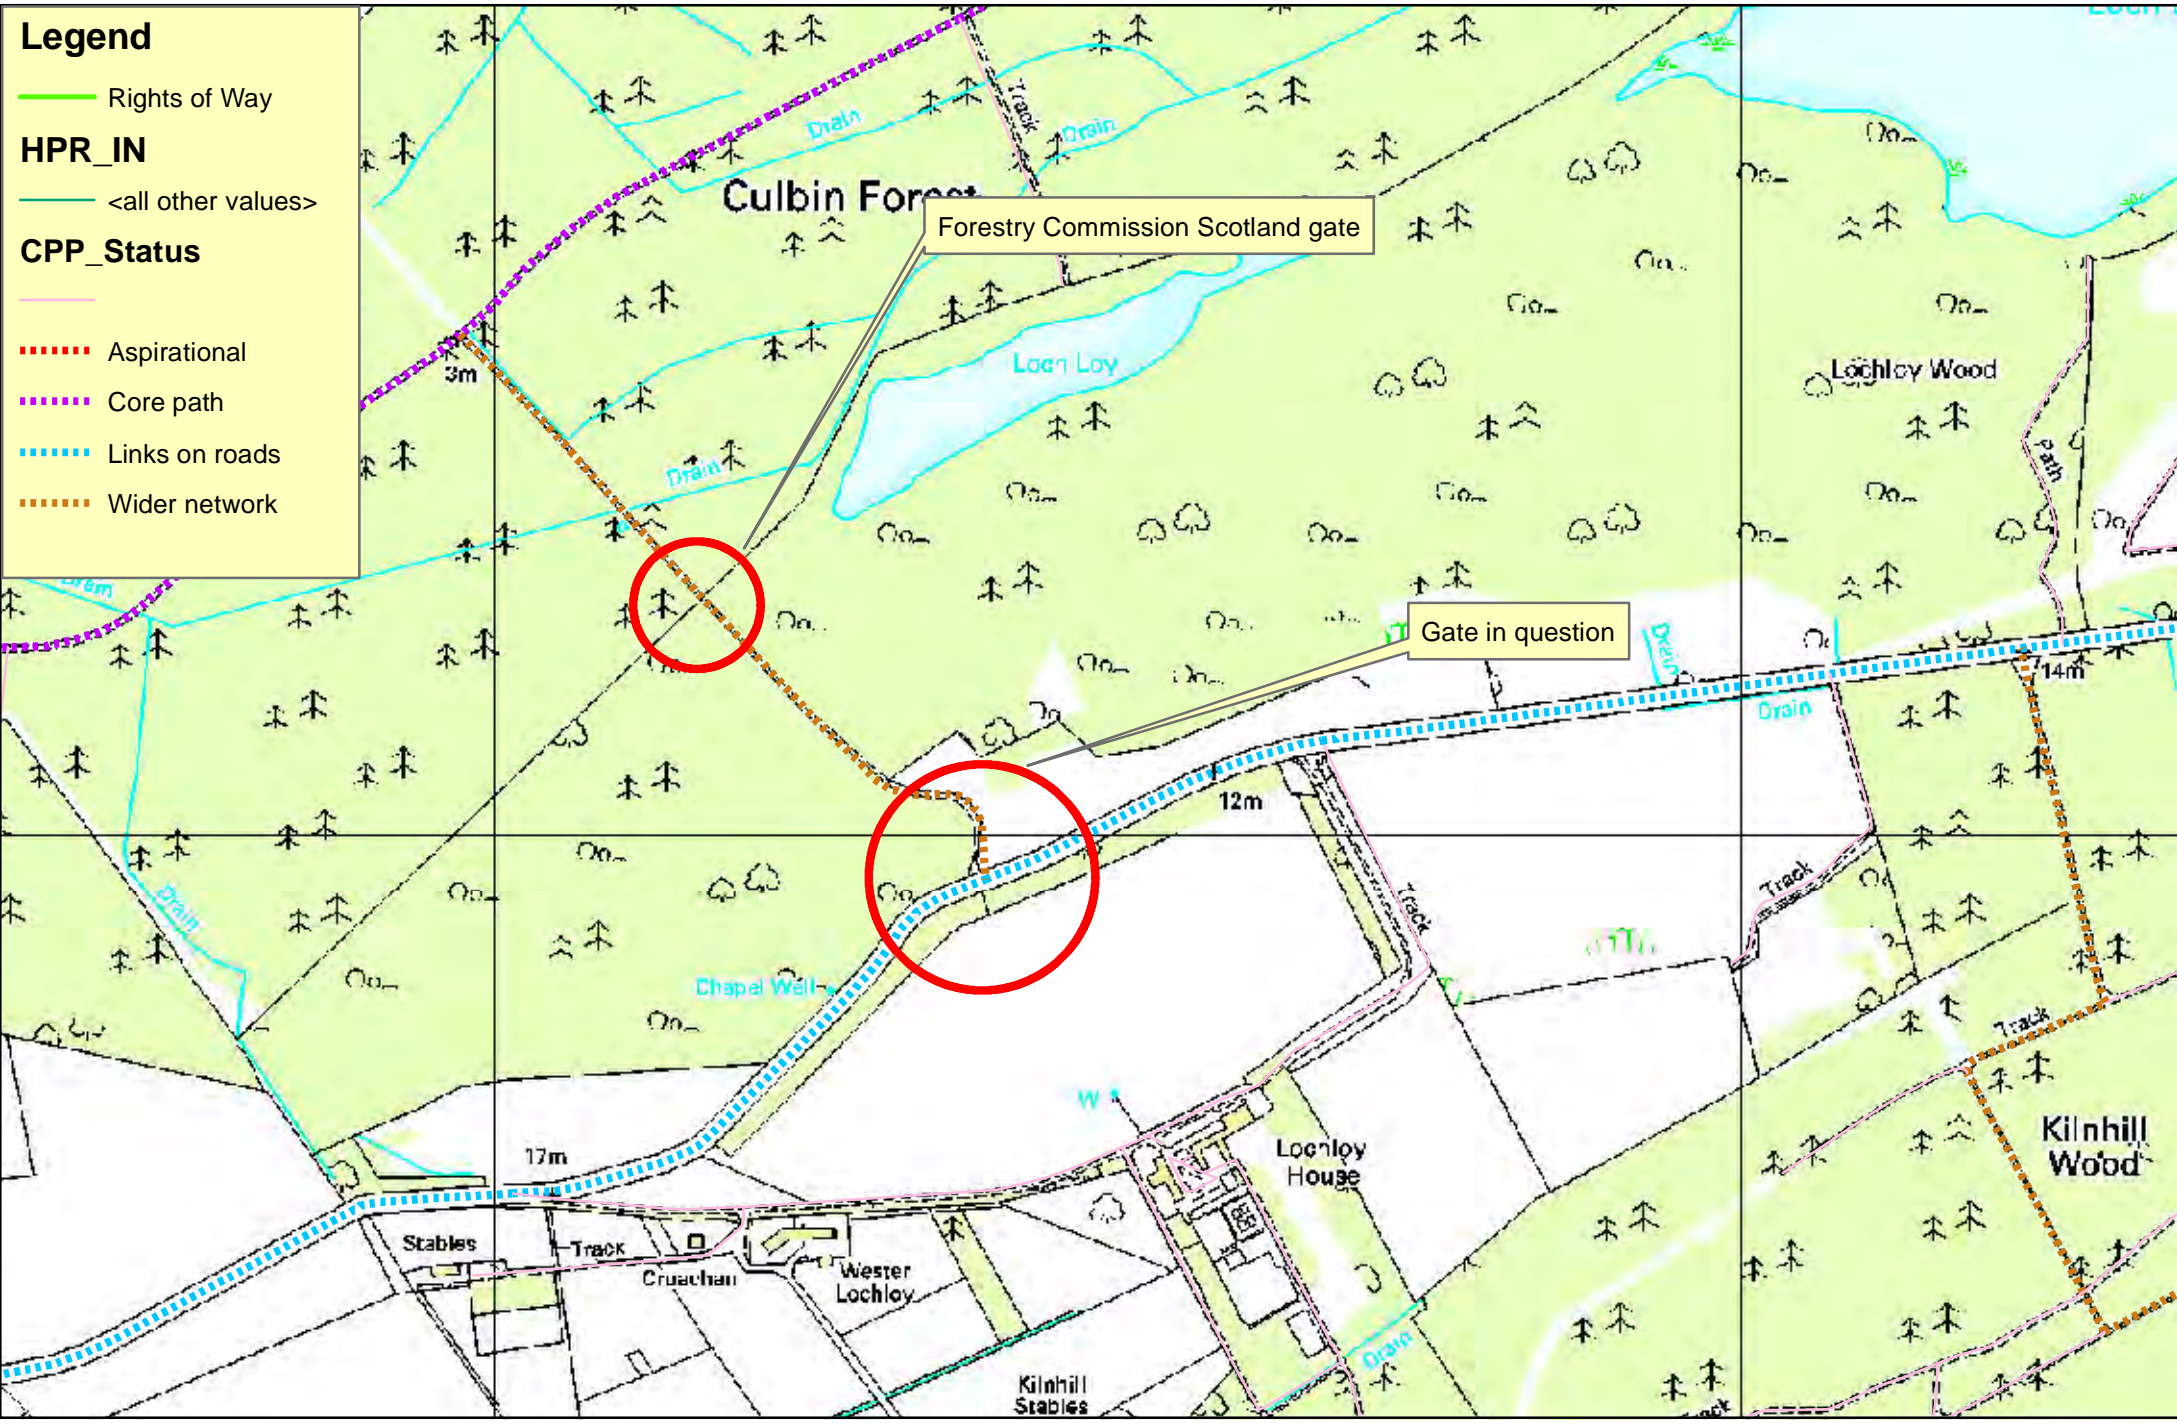 Legend
Rights of Way
HPR_IN
<all other values>
CPP_Status
Aspirational
Core path
Links on roads
Wider network
Track
Drain
Drain
Culbin Forest
Forestry Commission Scotland gate
3m
Loch Loy
Lochloy Wood
Path
Drain
Drain
Gate in question
Drain
14m
Drain
12m
Track
Track
Drain
Chapel Well
Track
W
Kilnhill
Wood
Lochloy
House
17m
Stables
Track
Cruachan
Wester
Lochloy
Drain
Kilnhill
Stables